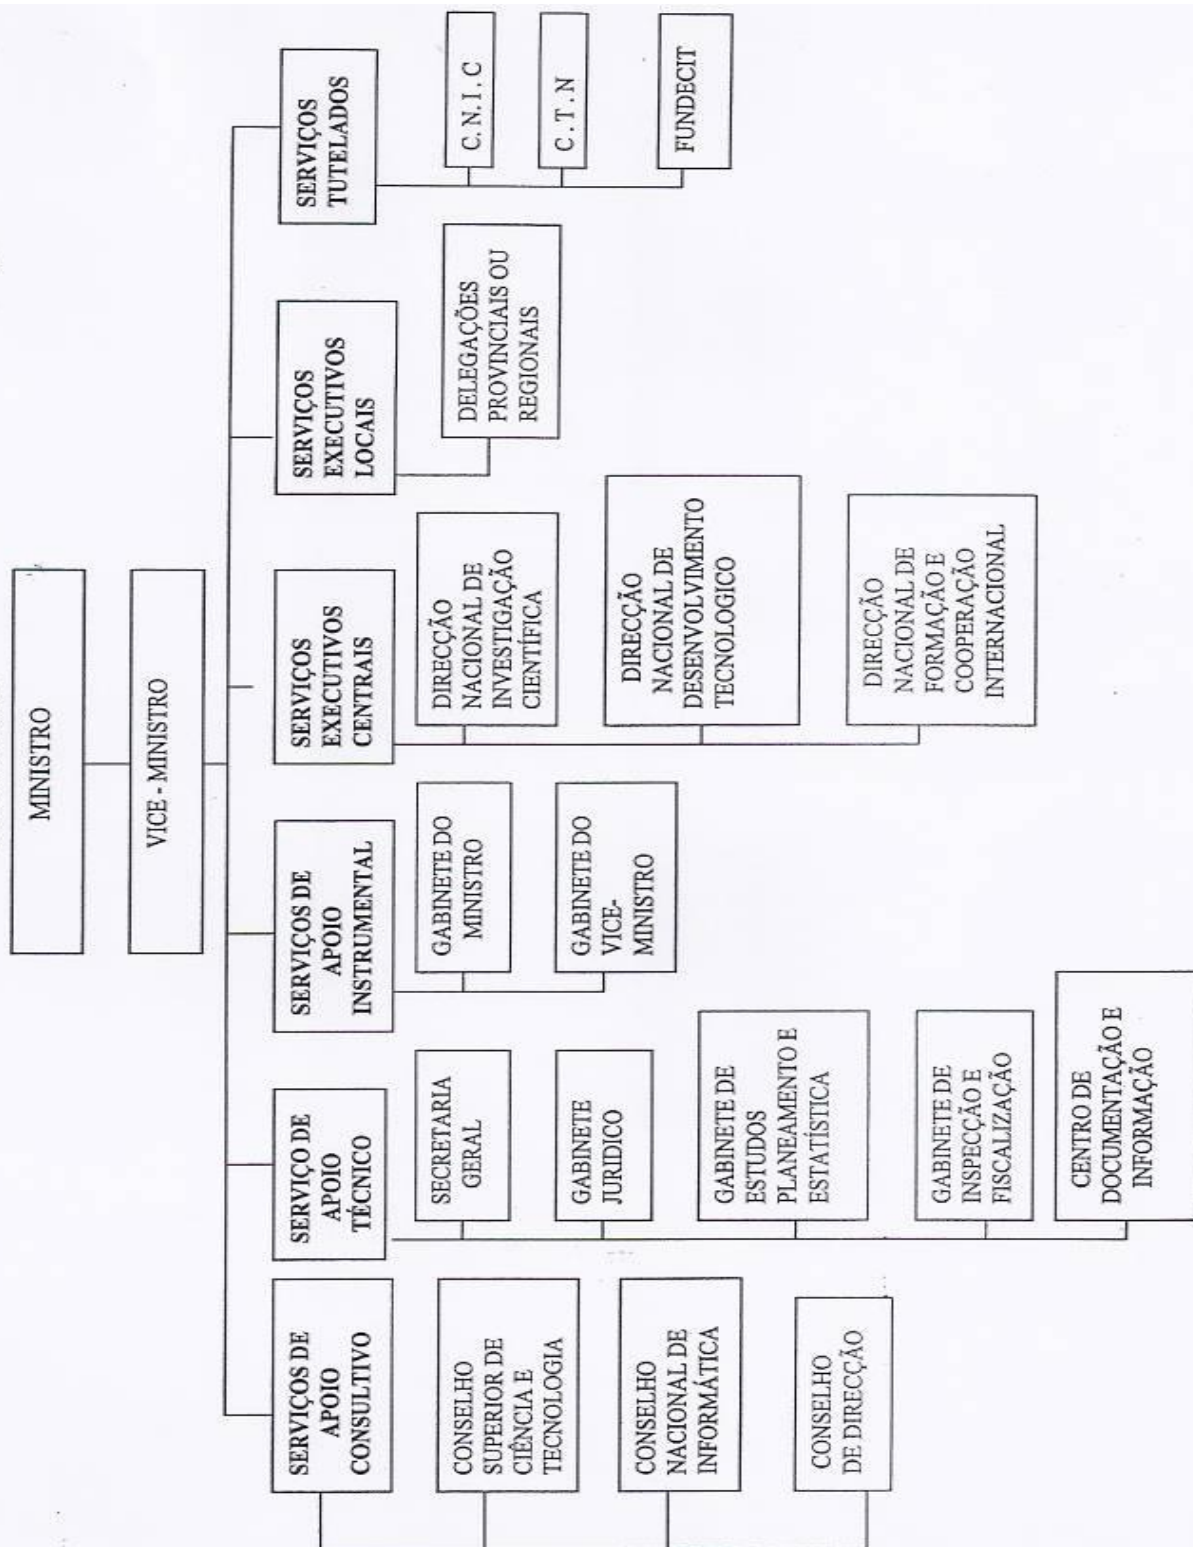 MINISTRO
VICE - MINISTRO
SERVIÇOS DE
APOIO
CONSULTIVO
CONSELHO
SUPERIOR DE
CIÊNCIA E
TECNOLOGIA
CONSELHO
NACIONAL DE
INFORMÁTICA
CONSELHO
DE DIRECÇÃO
SERVIÇO DE
APOIO
TÉCNICO
SECRETARIA
GERAL
GABINETE
JURIDICO
GABINETE DE
ESTUDOS
PLANEAMENTO E
ESTATÍSTICA
GABINETE DE
INSPECÇÃO E
FISCALIZAÇÃO
CENTRO DE
DOCUMENTAÇÃO E
INFORMAÇÃO
SERVIÇOS DE
APOIO
INSTRUMENTAL
GABINETE DO
MINISTRO
GABINETE DO
VICE-
MINISTRO
SERVIÇOS
EXECUTIVOS
CENTRAIS
DIRECÇÃO
NACIONAL DE
INVESTIGAÇÃO
CIENTÍFICA
DIRECÇÃO
NACIONAL DE
DESENVOLVIMENTO
TECNOLOGICO
DIRECÇÃO
NACIONAL DE
FORMAÇÃO E
COOPERAÇÃO
INTERNACIONAL
SERVIÇOS
EXECUTIVOS
LOCAIS
DELEGAÇÕES
PROVINCIAIS OU
REGIONAIS
SERVIÇOS
TUTELADOS
C. N. I. C
C . T . N
FUNDECIT